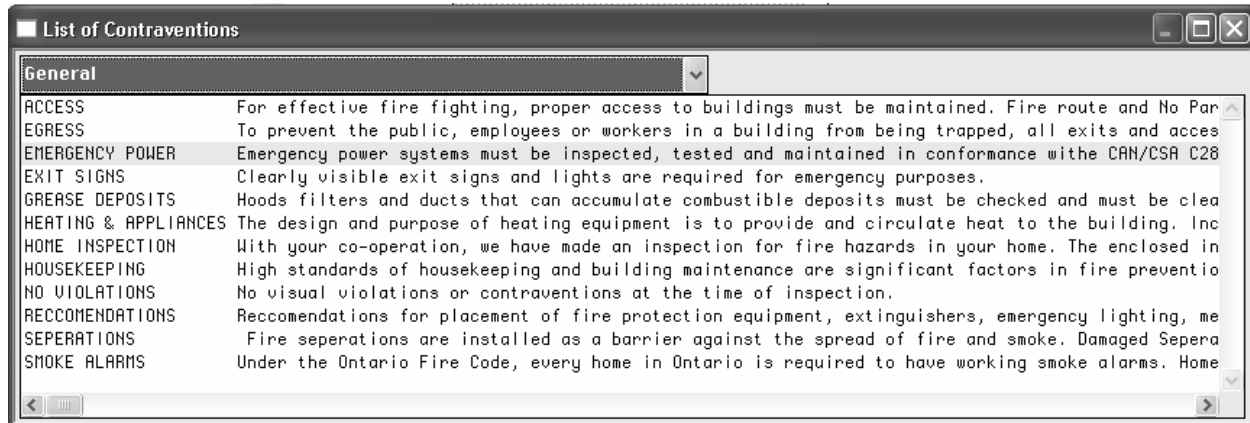 List of Contraventions
General
ACCESS For effective fire fighting, proper access to buildings must be maintained. Fire route and No Par
EGRESS To prevent the public, employees or workers in a building from being trapped, all exits and acces
EMERGENCY POWER Emergency power systems must be inspected, tested and maintained in conformance withe CAN/CSA C28
EXIT SIGNS Clearly visible exit signs and lights are required for emergency purposes.
GREASE DEPOSITS Hoods filters and ducts that can accumulate combustible deposits must be checked and must be clea
HEATING & APPLIANCES The design and purpose of heating equipment is to provide and circulate heat to the building. Inc
HOME INSPECTION With your co-operation, we have made an inspection for fire hazards in your home. The enclosed in
HOUSEKEEPING High standards of housekeeping and building maintenance are significant factors in fire preventio
NO VIOLATIONS No visual violations or contraventions at the time of inspection.
RECCOMENDATIONS Reccomendations for placement of fire protection equipment, extinguishers, emergency lighting, me
SEPERATIONS Fire seperations are installed as a barrier against the spread of fire and smoke. Damaged Sepera
SMOKE ALARMS Under the Ontario Fire Code, every home in Ontario is required to have working smoke alarms. Home